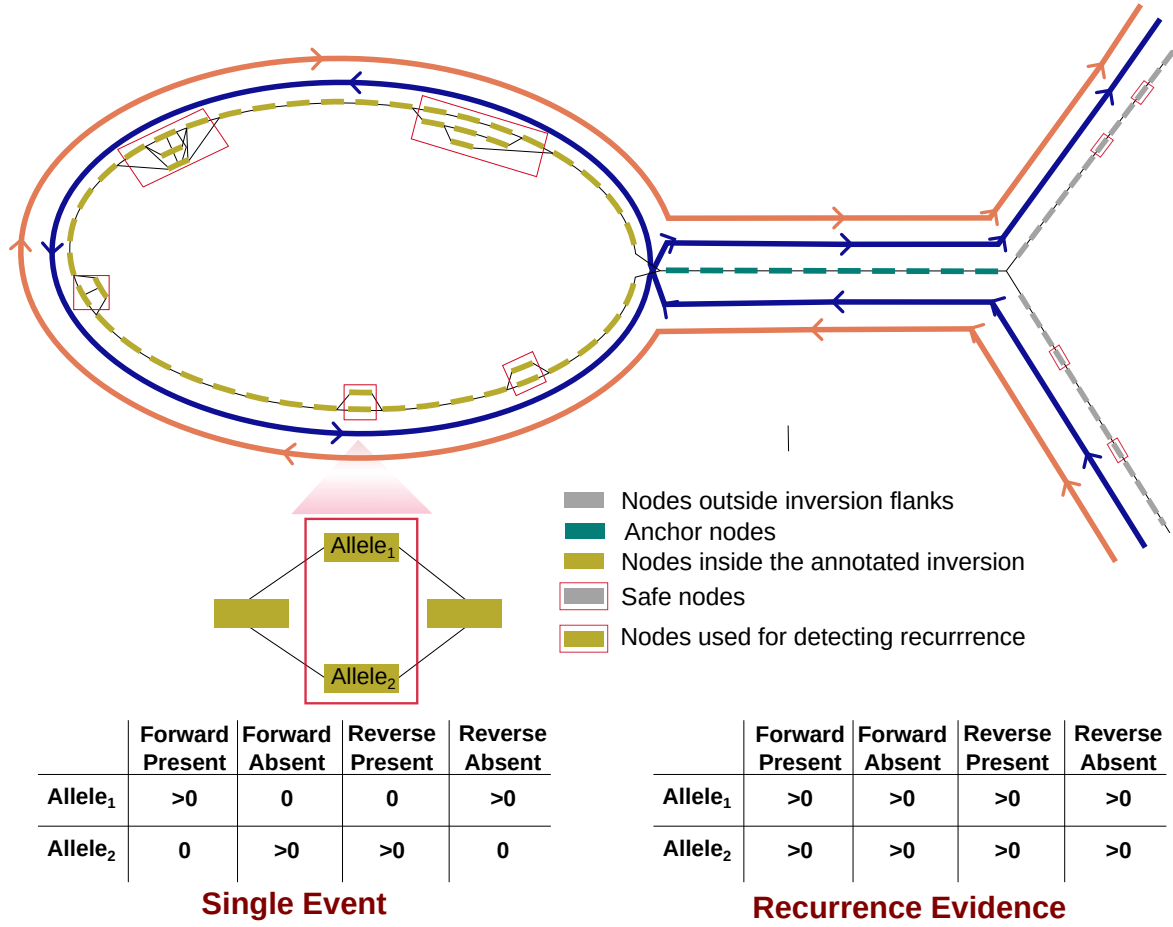 Nodes outside inversion flanks
Anchor nodes
Nodes inside the annotated inversion
Safe nodes
Nodes used for detecting recurrrence
Allele₁
Allele₂
Forward Present Forward Absent Reverse Present Reverse Absent
Allele₁ >0 0 0 >0
Allele₂ 0 >0 >0 0
Single Event
Forward Present Forward Absent Reverse Present Reverse Absent
Allele₁ >0 >0 >0 >0
Allele₂ >0 >0 >0 >0
Recurrence Evidence